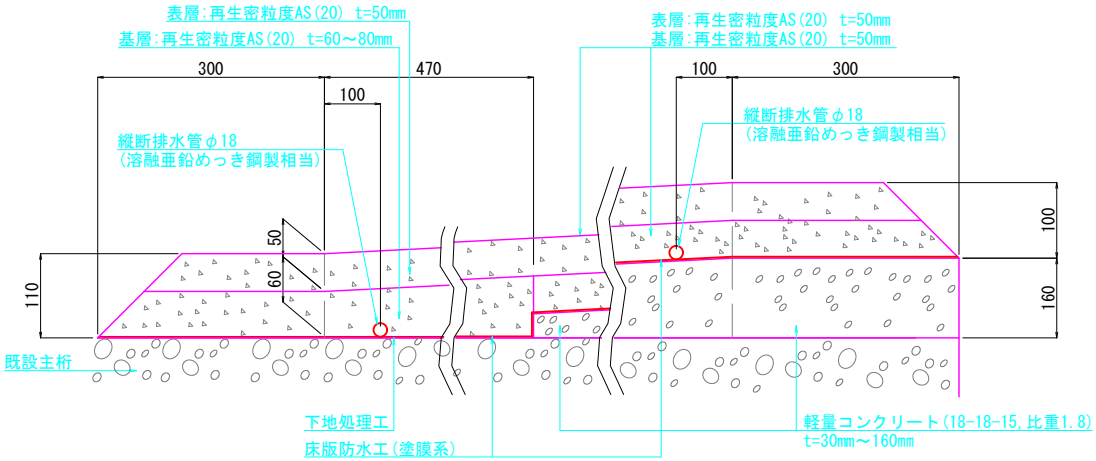 表層:再生密粒度AS(20) t=50mm
基層:再生密粒度AS(20) t=60～80mm
表層:再生密粒度AS(20) t=50mm
基層:再生密粒度AS(20) t=50mm
300
470
100
300
100
縦断排水管φ18
(溶融亜鉛めっき鋼製相当)
縦断排水管φ18
(溶融亜鉛めっき鋼製相当)
50
60
110
100
160
既設主桁
下地処理工
床版防水工(塗膜系)
軽量コンクリート(18-18-15,比重1.8)
t=30mm～160mm